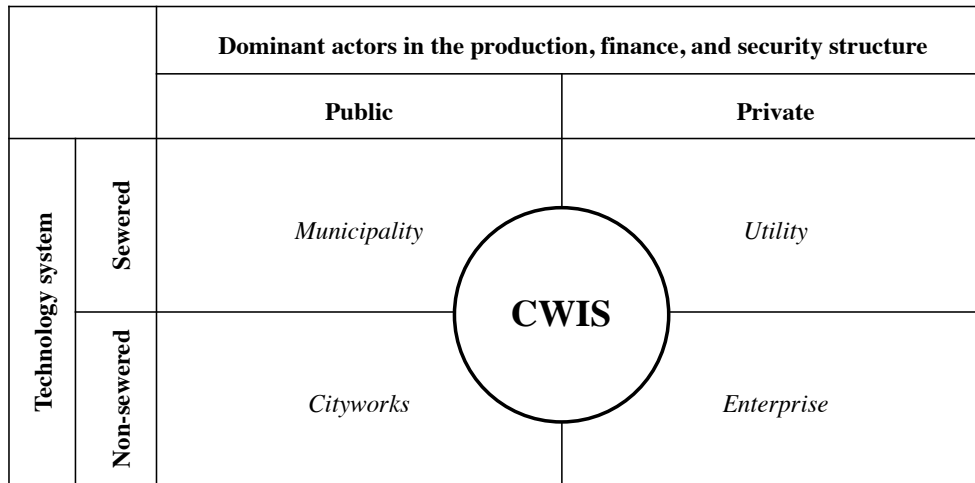 Dominant actors in the production, finance, and security structure
Public
Private
Technology system
Sewered
Municipality
Utility
CWIS
Non-sewered
Cityworks
Enterprise